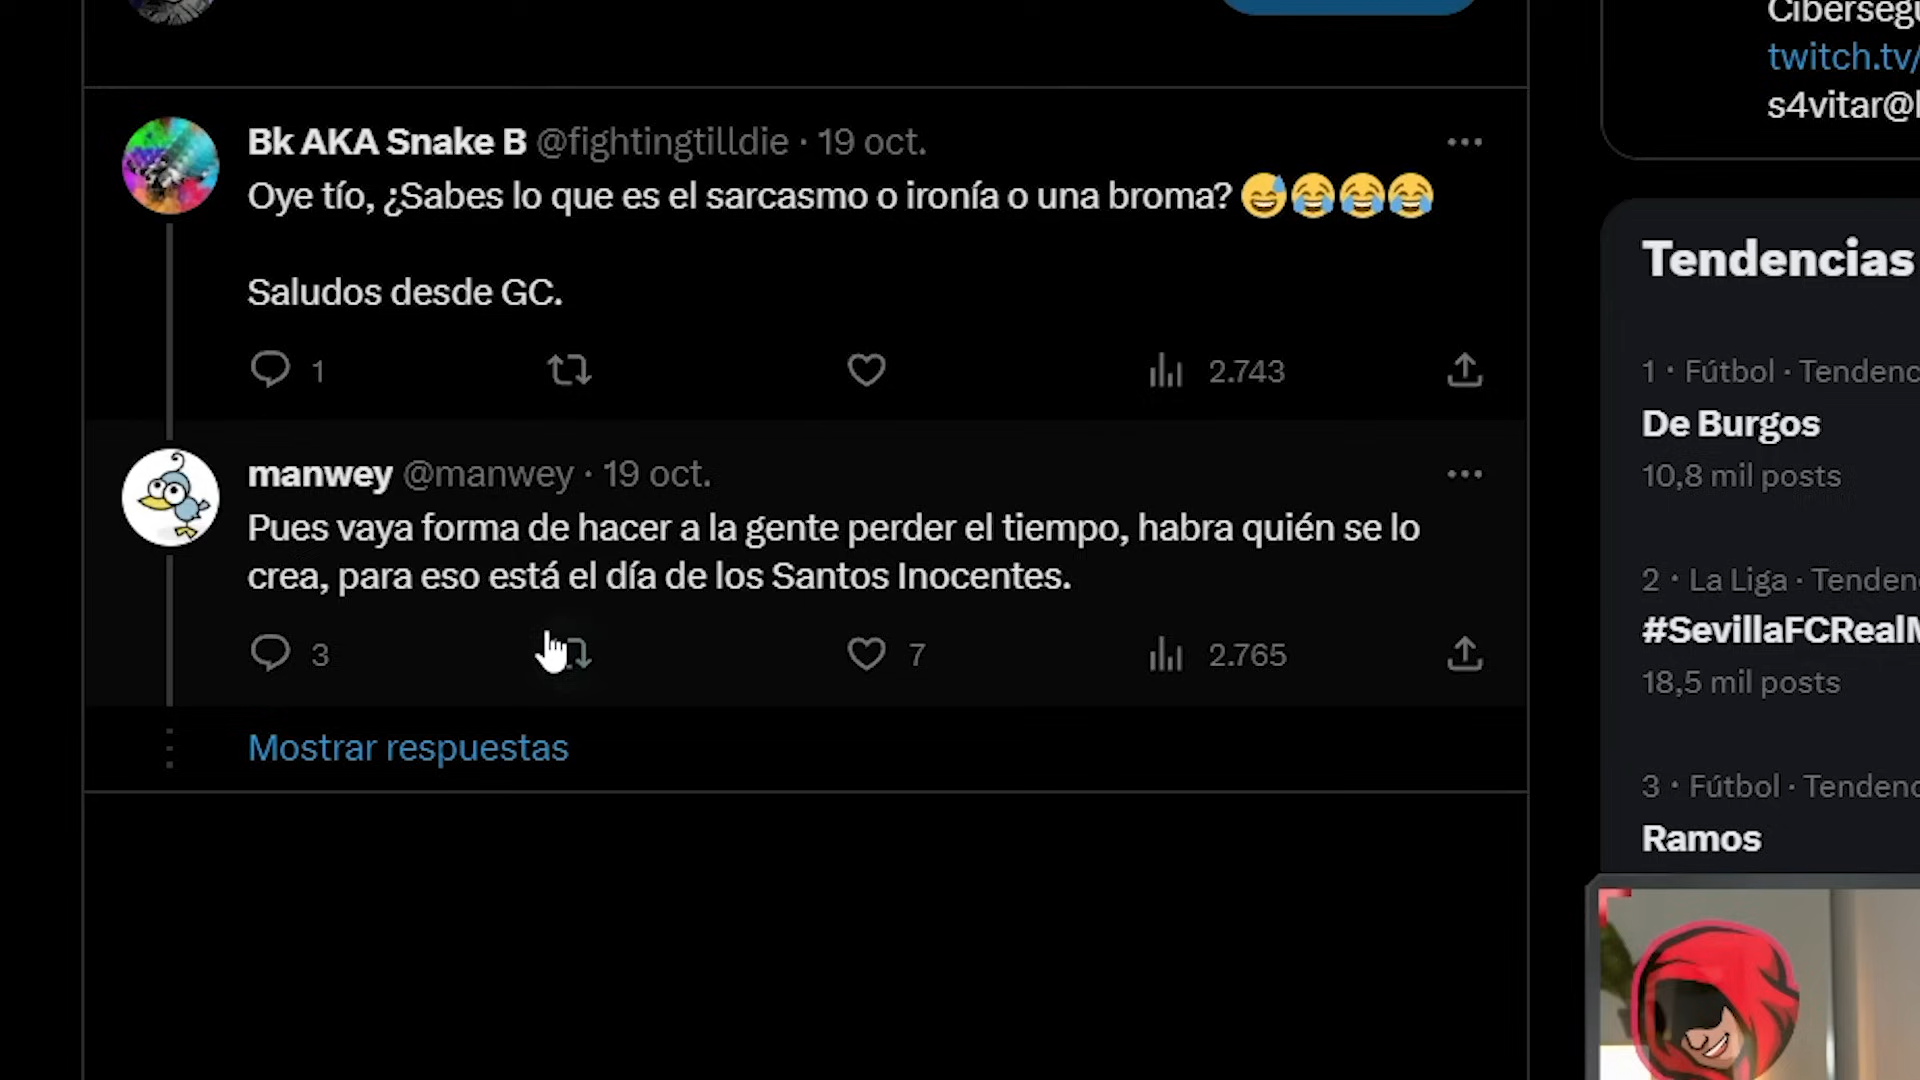 Cibersegu
twitch.tv/
s4vitar@
Bk AKA Snake B @fightingtilldie · 19 oct.
Oye tío, ¿Sabes lo que es el sarcasmo o ironía o una broma? 😅😂😂😂
Saludos desde GC.
1 2.743
manwey @manwey · 19 oct.
Pues vaya forma de hacer a la gente perder el tiempo, habra quién se lo
crea, para eso está el día de los Santos Inocentes.
3 7 2.765
Mostrar respuestas
Tendencias
1 · Fútbol · Tendenc
De Burgos
10,8 mil posts
2 · La Liga · Tendenc
#SevillaFCRealM
18,5 mil posts
3 · Fútbol · Tendenc
Ramos